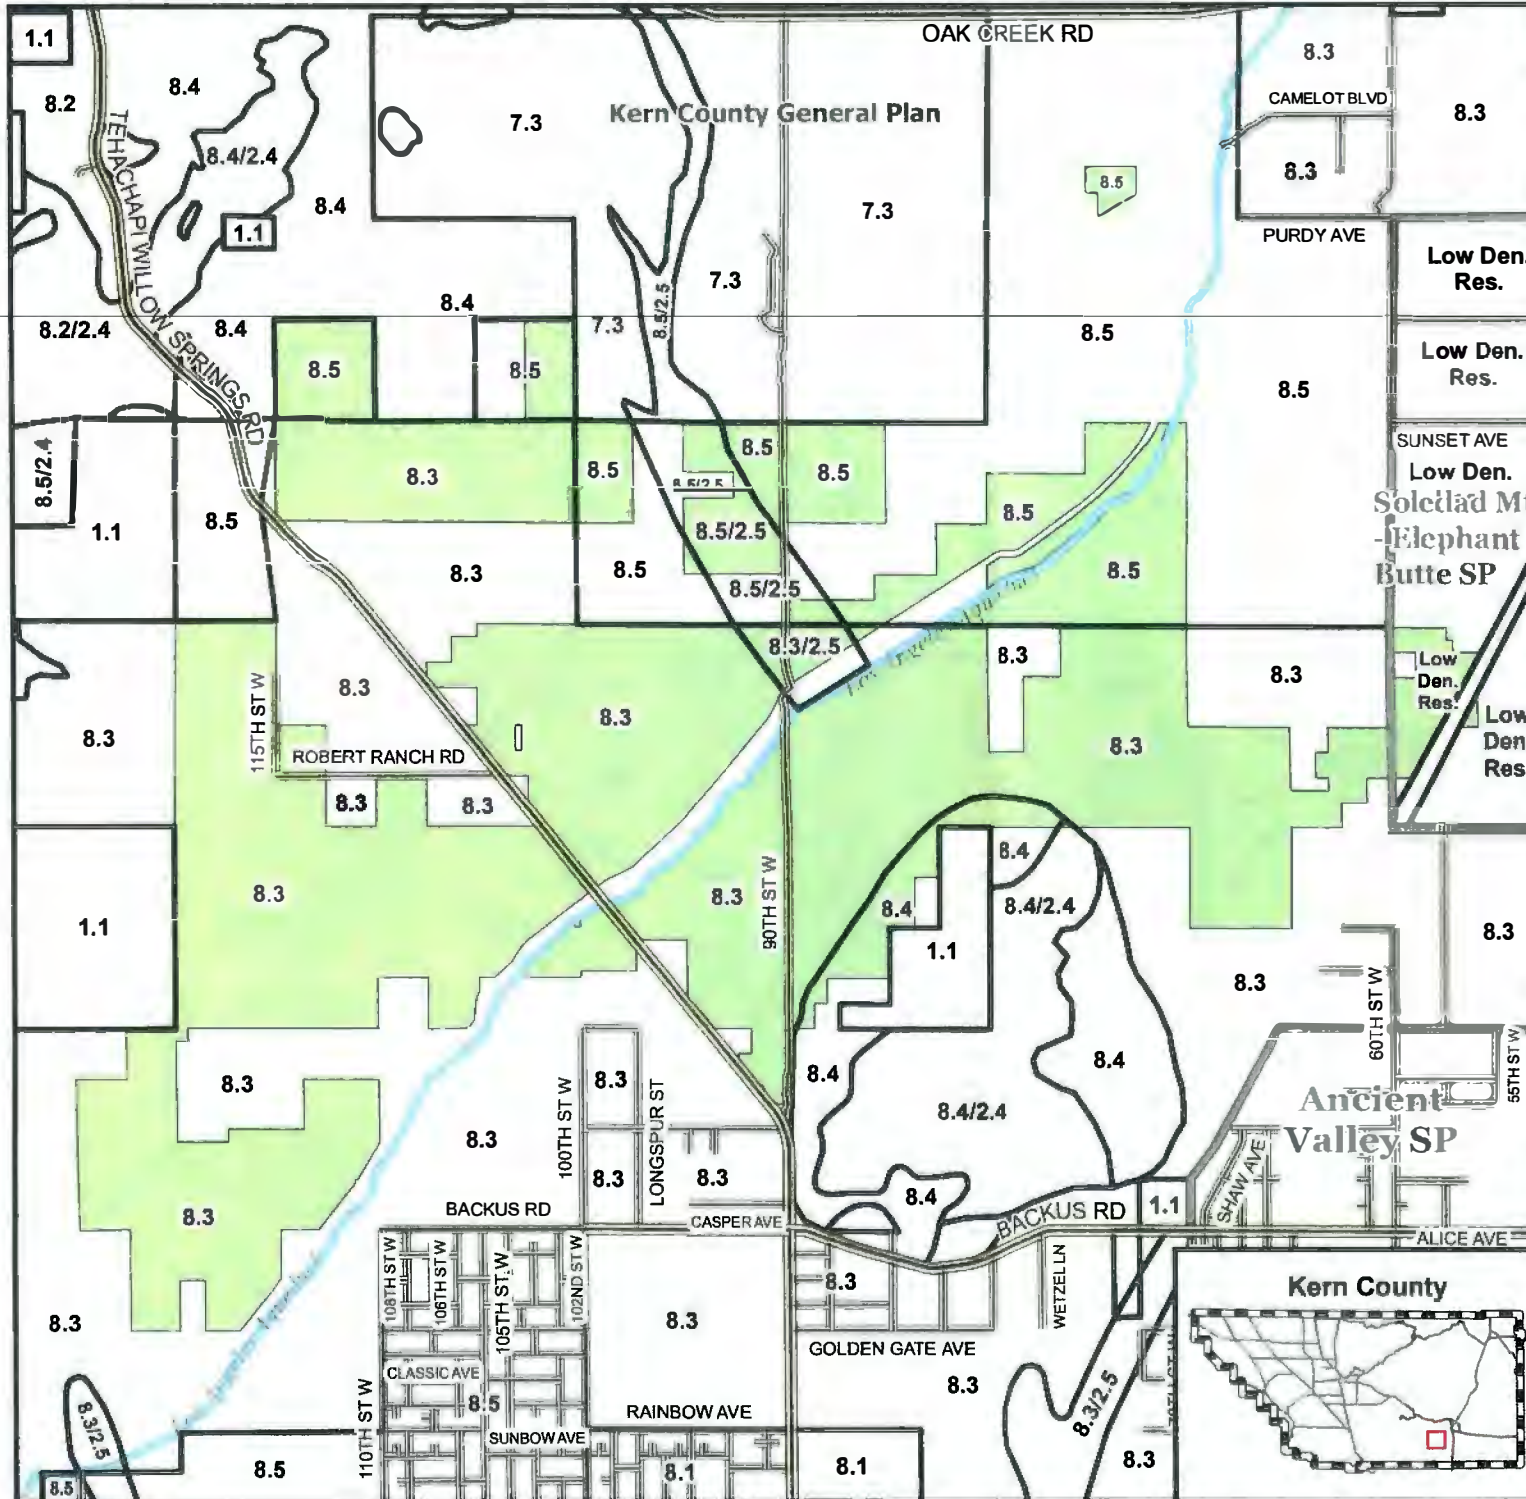 OAK CREEK RD
1.1
8.3
8.4
8.2
CAMELOT BLVD
8.3
Kern County General Plan
7.3
TEHACHAPI WILLOW SPRINGS RD
8.4/2.4
8.3
8.5
8.4
7.3
1.1
PURDY AVE
Low Den.
Res.
7.3
8.5/2.5
8.4
8.2/2.4
8.4
7.3
8.5
Low Den.
Res.
8.5
8.5
8.5
SUNSET AVE
8.5/2.4
8.3
8.5
8.5
8.5
Low Den.
8.5/2.5
Soledad Mt
- Elephant
Butte SP
1.1
8.5
8.5
8.5/2.5
8.3
8.5
8.5
8.5/2.5
8.3/2.5
8.3
8.3
Low
Den.
Res.
8.3
8.3
115TH ST W
8.3
8.3
Low
Den
Res
ROBERT RANCH RD
8.3
8.3
8.4
8.3
8.3
90TH ST W
8.4
8.4/2.4
1.1
1.1
8.3
8.3
60TH ST W
8.3
8.3
8.4
8.4
55TH ST W
100TH ST W
LONGSPUR ST
8.4/2.4
Ancient
Valley SP
8.3
8.3
8.3
8.4
SHAW AVE
1.1
8.3
BACKUS RD
CASPER AVE
BACKUS RD
ALICE AVE
108TH ST W
106TH ST W
105TH ST W
102ND ST W
8.3
WETZEL LN
Kern County
8.3
8.3
GOLDEN GATE AVE
CLASSIC AVE
8.3
8.5
8.3/2.5
8.3/2.5
RAINBOW AVE
110TH ST W
SUNBOW AVE
8.5
8.1
8.1
8.3
8.5